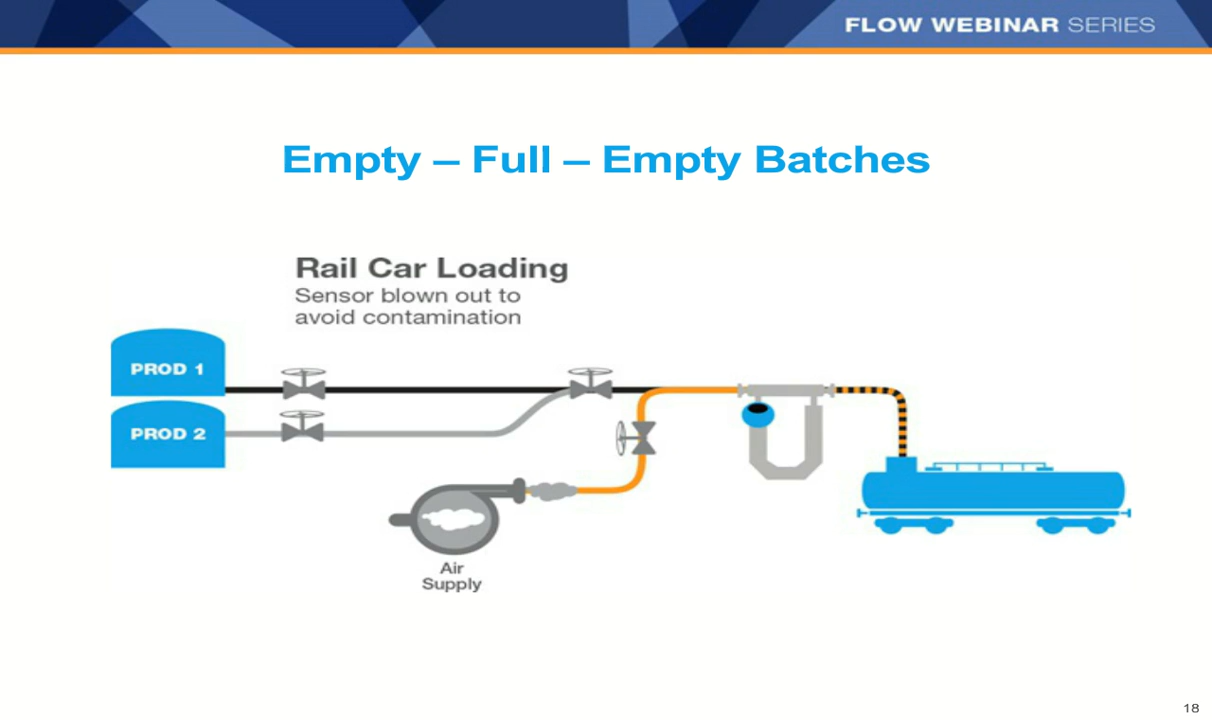 FLOW WEBINAR SERIES
Empty – Full – Empty Batches
Rail Car Loading
Sensor blown out to
avoid contamination
PROD 1
PROD 2
Air
Supply
18